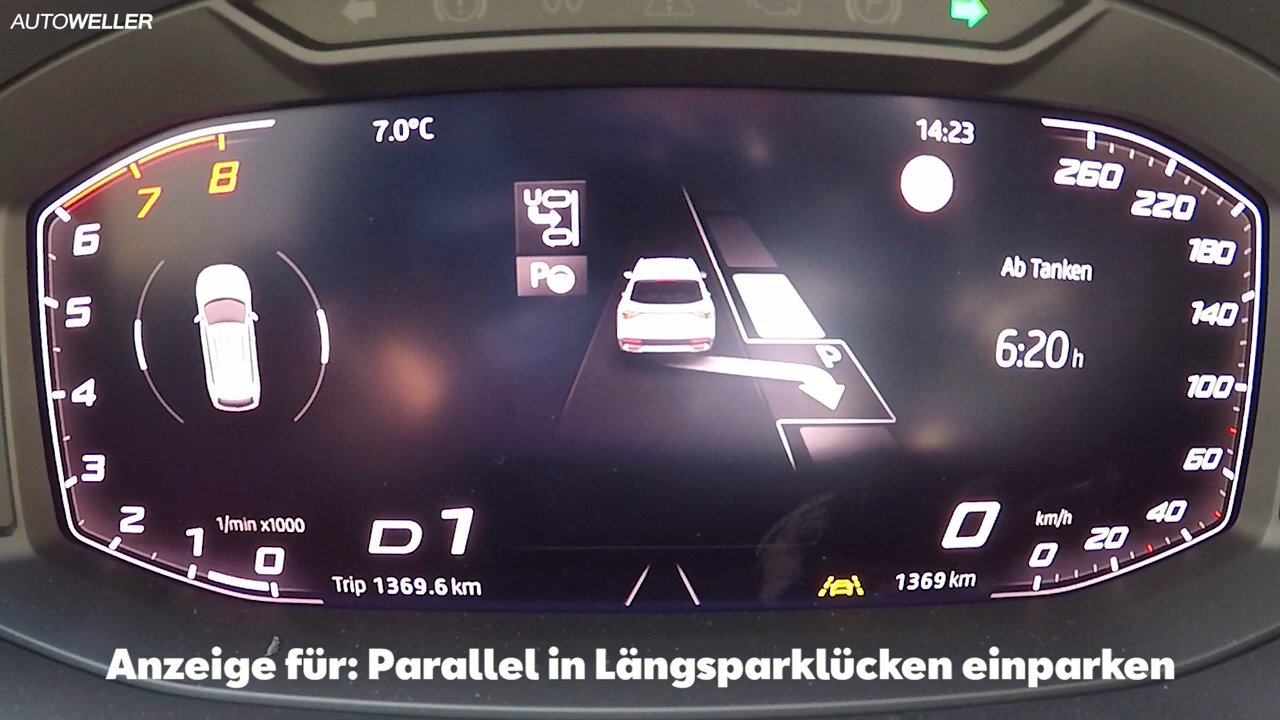 AUTOWELLER
7.0°C
14:23
8
7
6
5
4
3
2
1
0
1/min x1000
U
P
P
D1
Trip 1369.6 km
Ab Tanken
6:20 h
260
220
180
140
100
60
40
20
0
km/h
0
1369 km
Anzeige für: Parallel in Längsparklücken einparken